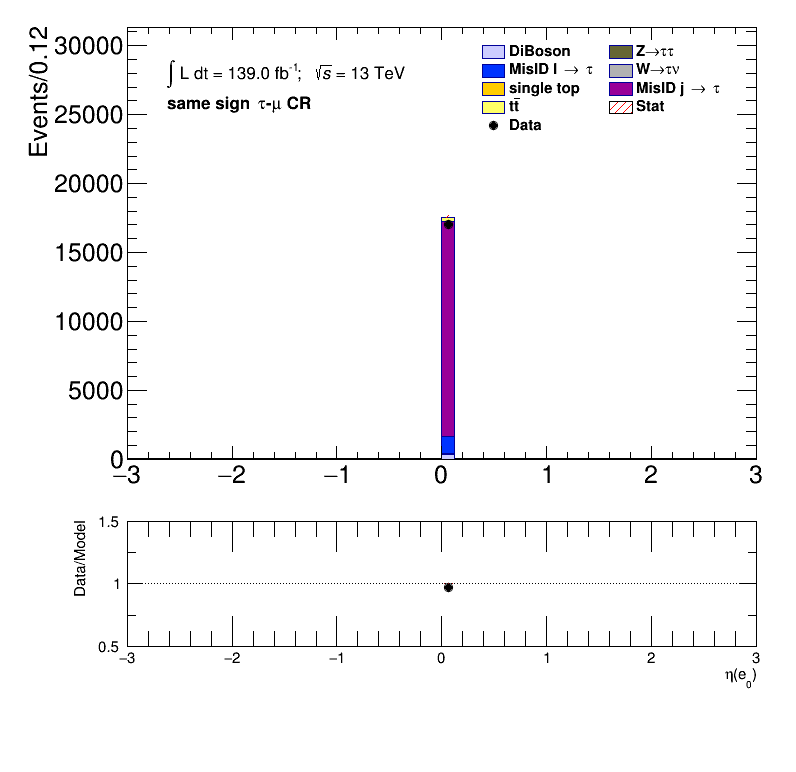 Events/0.12
30000
25000
20000
15000
10000
5000
0
∫ L dt = 139.0 fb⁻¹; √s = 13 TeV
same sign τ-μ CR
DiBoson
MisID l → τ
single top
tt̄
Data
Z→ττ
W→τν
MisID j → τ
Stat
−3 −2 −1 0 1 2 3
Data/Model
1.5
1
0.5
−3 −2 −1 0 1 2 3
η(e₀)